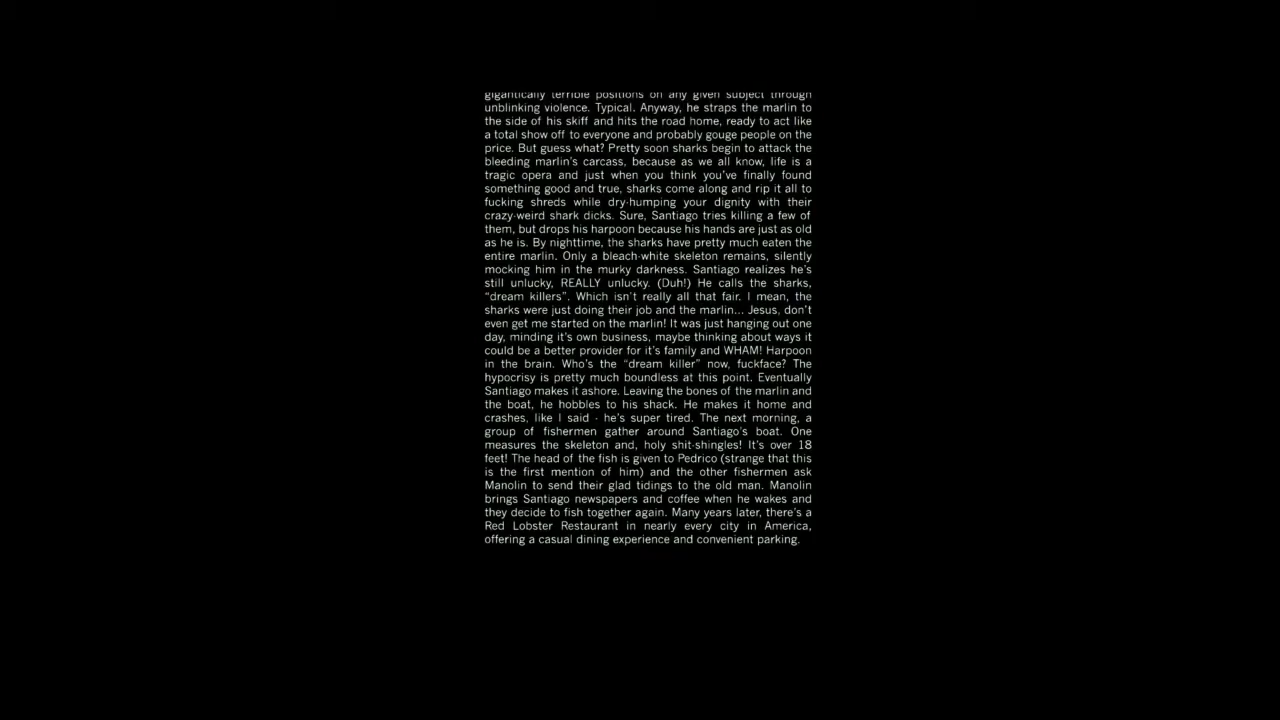 gigantically terrible positions on any given subject through
unblinking violence. Typical. Anyway, he straps the marlin to
the side of his skiff and hits the road home, ready to act like
a total show off to everyone and probably gouge people on the
price. But guess what? Pretty soon sharks begin to attack the
bleeding marlin's carcass, because as we all know, life is a
tragic opera and just when you think you've finally found
something good and true, sharks come along and rip it all to
fucking shreds while dry-humping your dignity with their
crazy-weird shark dicks. Sure, Santiago tries killing a few of
them, but drops his harpoon because his hands are just as old
as he is. By nighttime, the sharks have pretty much eaten the
entire marlin. Only a bleach-white skeleton remains, silently
mocking him in the murky darkness. Santiago realizes he's
still unlucky, REALLY unlucky. (Duh!) He calls the sharks,
“dream killers”. Which isn't really all that fair. I mean, the
sharks were just doing their job and the marlin... Jesus, don't
even get me started on the marlin! It was just hanging out one
day, minding it's own business, maybe thinking about ways it
could be a better provider for it's family and WHAM! Harpoon
in the brain. Who's the “dream killer” now, fuckface? The
hypocrisy is pretty much boundless at this point. Eventually
Santiago makes it ashore. Leaving the bones of the marlin and
the boat, he hobbles to his shack. He makes it home and
crashes, like I said - he's super tired. The next morning, a
group of fishermen gather around Santiago's boat. One
measures the skeleton and, holy shit-shingles! It's over 18
feet! The head of the fish is given to Pedrico (strange that this
is the first mention of him) and the other fishermen ask
Manolin to send their glad tidings to the old man. Manolin
brings Santiago newspapers and coffee when he wakes and
they decide to fish together again. Many years later, there's a
Red Lobster Restaurant in nearly every city in America,
offering a casual dining experience and convenient parking.